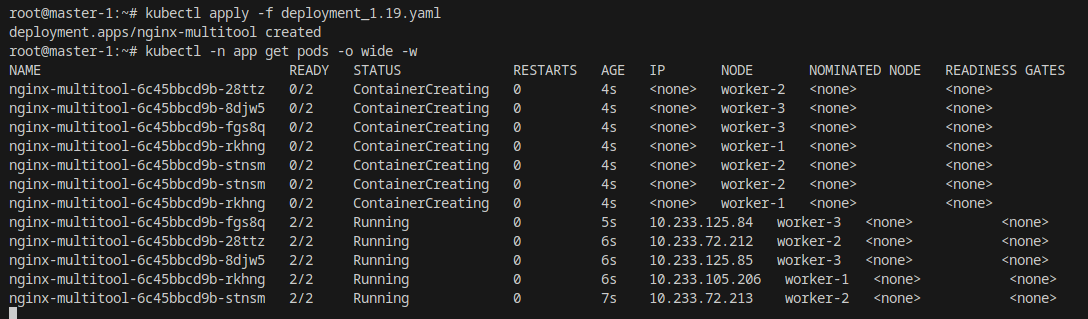 root@master-1:~# kubectl apply -f deployment_1.19.yaml
deployment.apps/nginx-multitool created
root@master-1:~# kubectl -n app get pods -o wide -w
NAME                               READY   STATUS              RESTARTS   AGE   IP       NODE       NOMINATED NODE   READINESS GATES
nginx-multitool-6c45bbcd9b-28ttz   0/2     ContainerCreating   0          4s    <none>   worker-2   <none>           <none>
nginx-multitool-6c45bbcd9b-8djw5   0/2     ContainerCreating   0          4s    <none>   worker-3   <none>           <none>
nginx-multitool-6c45bbcd9b-fgs8q   0/2     ContainerCreating   0          4s    <none>   worker-3   <none>           <none>
nginx-multitool-6c45bbcd9b-rkhng   0/2     ContainerCreating   0          4s    <none>   worker-1   <none>           <none>
nginx-multitool-6c45bbcd9b-stnsm   0/2     ContainerCreating   0          4s    <none>   worker-2   <none>           <none>
nginx-multitool-6c45bbcd9b-stnsm   0/2     ContainerCreating   0          4s    <none>   worker-2   <none>           <none>
nginx-multitool-6c45bbcd9b-rkhng   0/2     ContainerCreating   0          4s    <none>   worker-1   <none>           <none>
nginx-multitool-6c45bbcd9b-fgs8q   2/2     Running             0          5s    10.233.125.84   worker-3   <none>           <none>
nginx-multitool-6c45bbcd9b-28ttz   2/2     Running             0          6s    10.233.72.212   worker-2   <none>           <none>
nginx-multitool-6c45bbcd9b-8djw5   2/2     Running             0          6s    10.233.125.85   worker-3   <none>           <none>
nginx-multitool-6c45bbcd9b-rkhng   2/2     Running             0          6s    10.233.105.206   worker-1   <none>           <none>
nginx-multitool-6c45bbcd9b-stnsm   2/2     Running             0          7s    10.233.72.213    worker-2   <none>           <none>